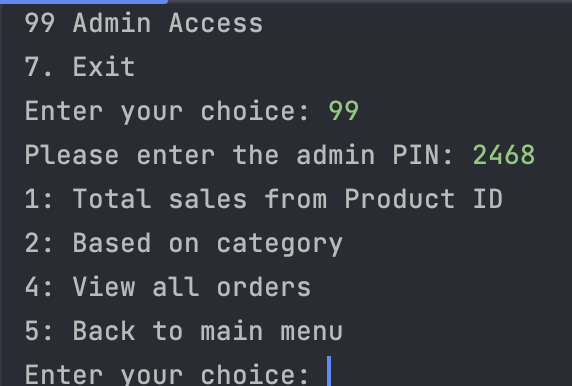 99 Admin Access
7. Exit
Enter your choice: 99
Please enter the admin PIN: 2468
1: Total sales from Product ID
2: Based on category
4: View all orders
5: Back to main menu
Enter your choice: